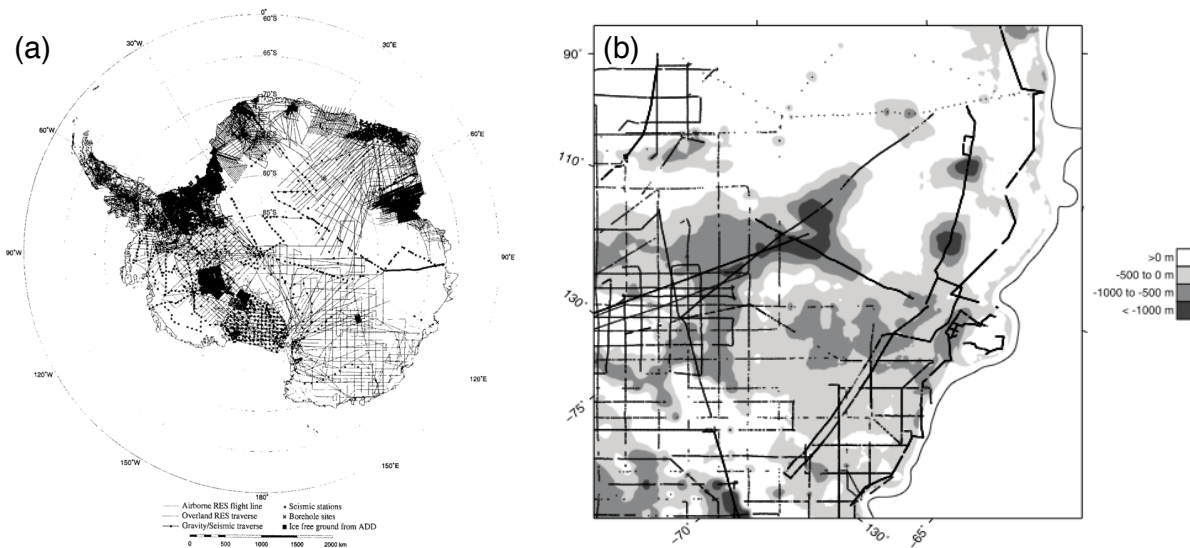 (a)
0°
60°S
30°W
30°E
65°S
70°S
60°W
60°E
80°S
85°S
90°W
90°E
120°W
120°E
150°W
150°E
180°
Airborne RES flight line
Overland RES traverse
Gravity/Seismic traverse
Seismic stations
Borehole sites
Ice free ground from ADD
0 500 1000 1500 2000 km
(b)
90°
110°
130°
-75°
-70°
-130°
-65°
>0 m
-500 to 0 m
-1000 to -500 m
< -1000 m